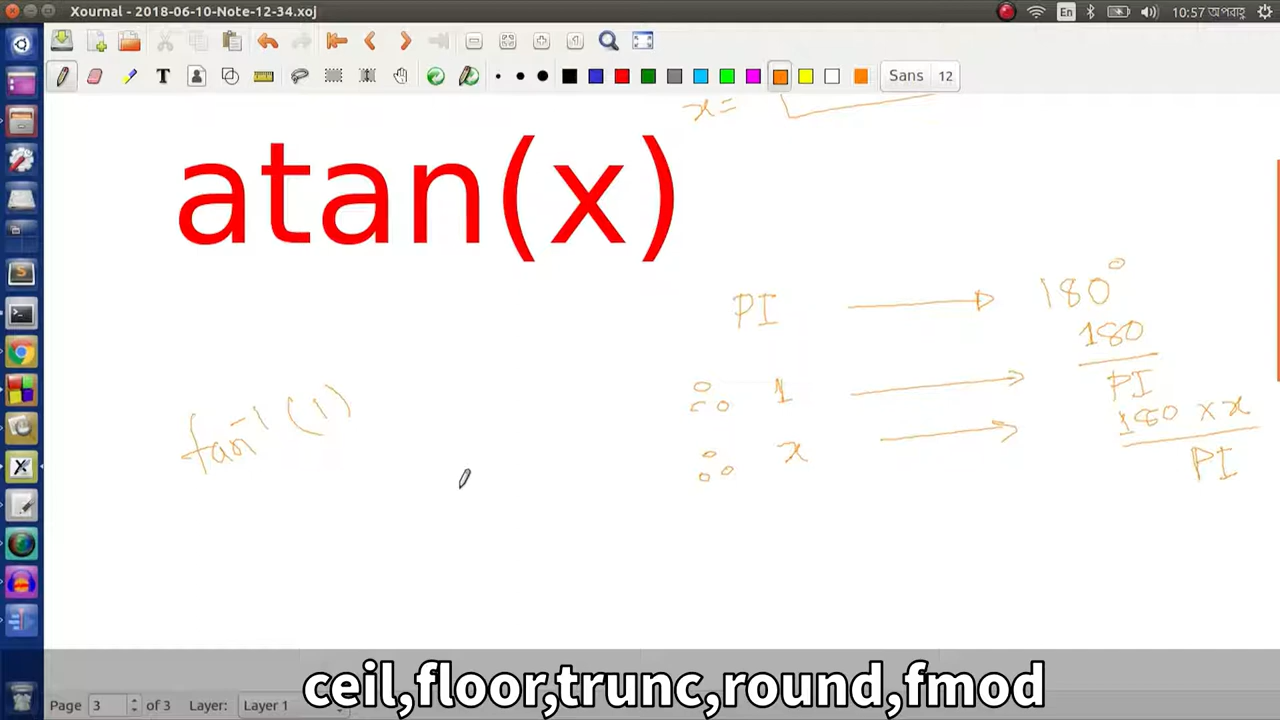 Xournal - 2018-06-10-Note-12-34.xoj
En
10:57 অপরাহ্ণ
Sans 12
x=
atan(x)
PI 180°
∴ 1 180/PI
tan⁻¹(1)
∴ x 180 × x/PI
ceil,floor,trunc,round,fmod
Page 3 of 3 Layer: Layer 1